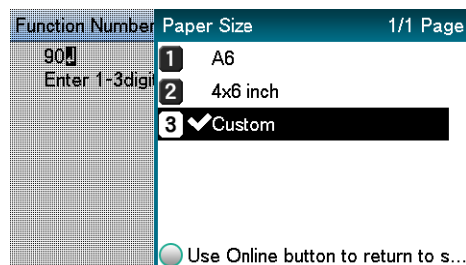 Function Number
90
Enter 1-3digi
Paper Size 1/1 Page
1 A6
2 4x6 inch
3 Custom
Use Online button to return to s...